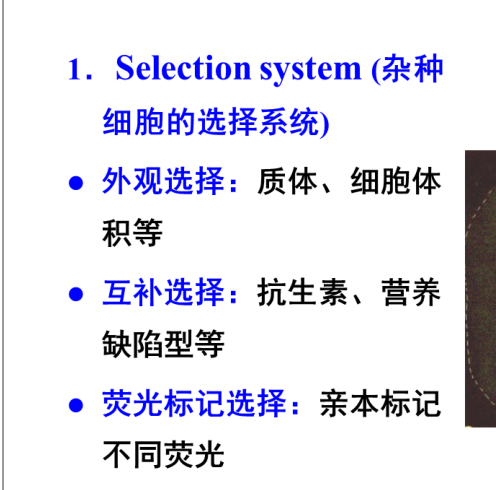 1. Selection system (杂种
细胞的选择系统)
● 外观选择：质体、细胞体
积等
● 互补选择：抗生素、营养
缺陷型等
● 荧光标记选择：亲本标记
不同荧光